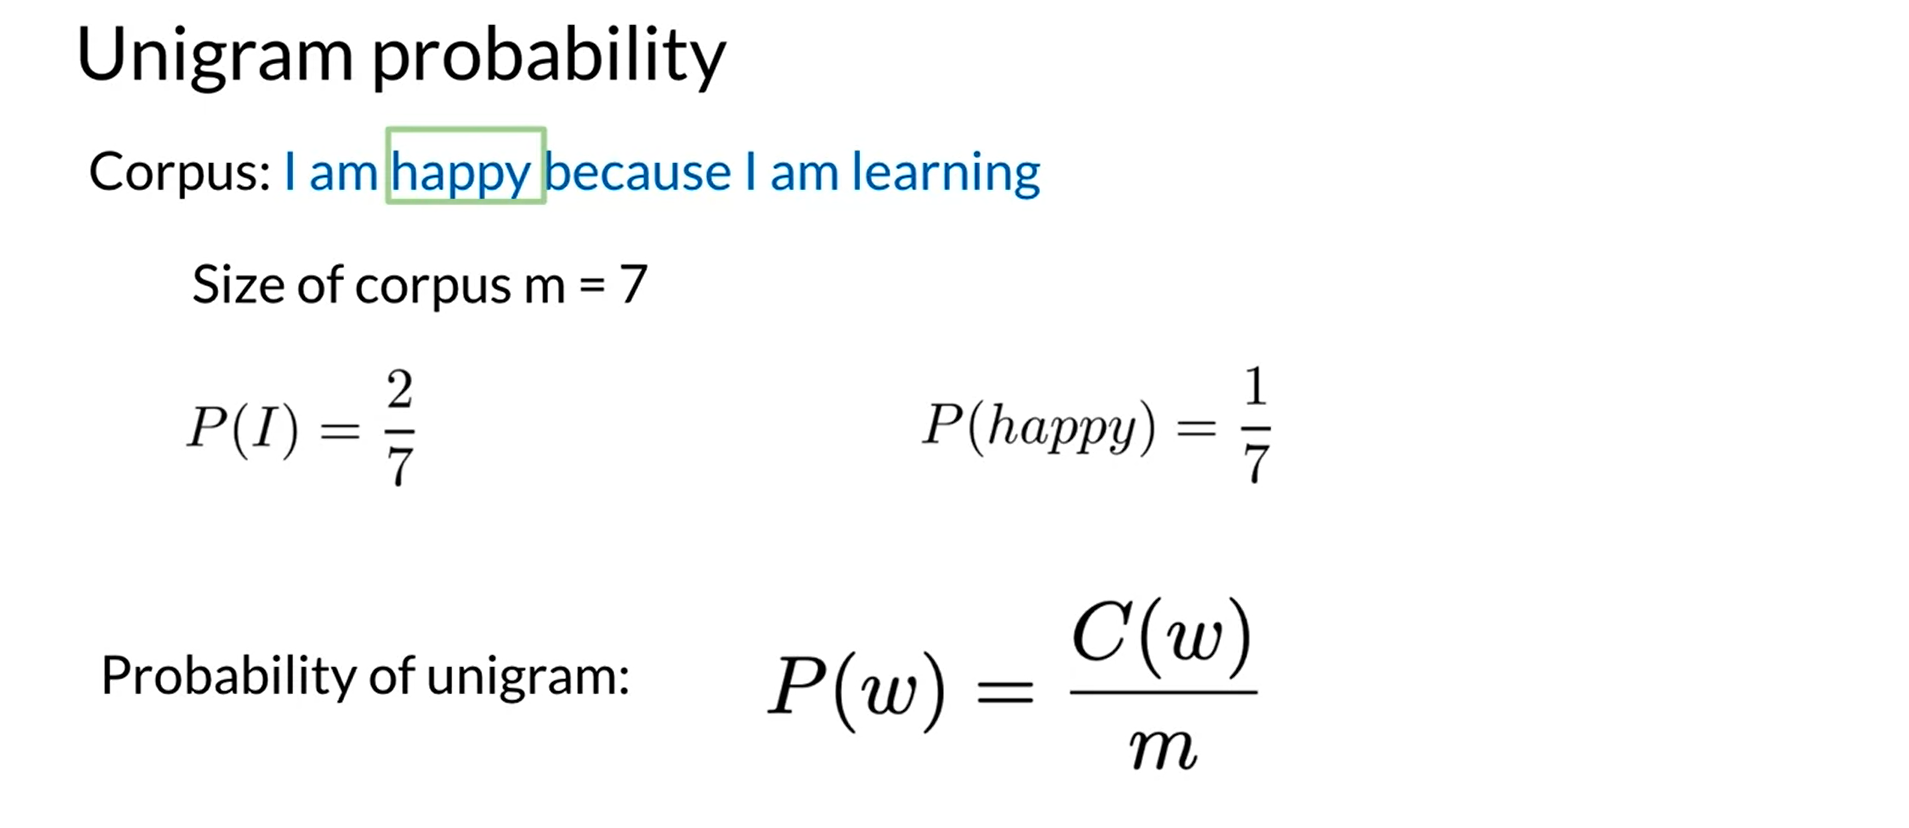 Unigram probability
Corpus: I am happy because I am learning
Size of corpus m = 7
P(I) = 2/7
P(happy) = 1/7
Probability of unigram: P(w) = C(w)/m